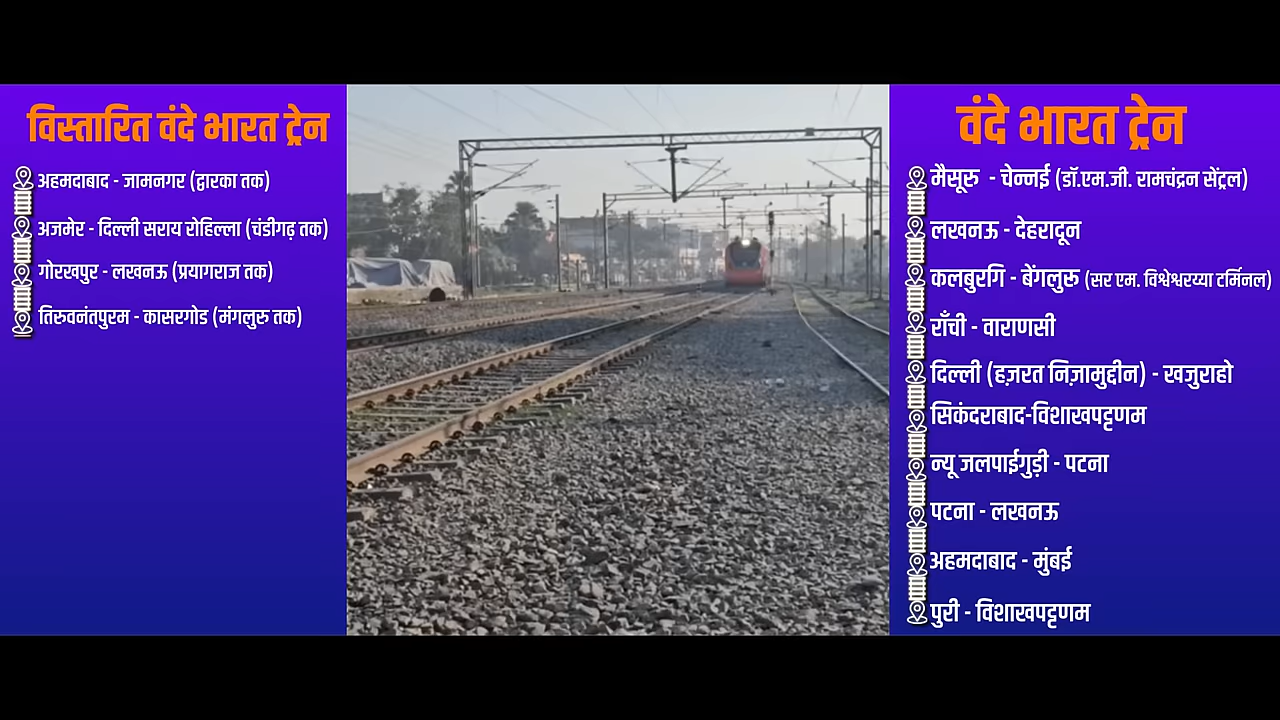 विस्तारित वंदे भारत ट्रेन
अहमदाबाद - जामनगर (द्वारका तक)
अजमेर - दिल्ली सराय रोहिल्ला (चंडीगढ़ तक)
गोरखपुर - लखनऊ (प्रयागराज तक)
तिरुवनंतपुरम - कासरगोड (मंगलुरु तक)
वंदे भारत ट्रेन
मैसूरू - चेन्नई (डॉ.एम.जी. रामचंद्रन सेंट्रल)
लखनऊ - देहरादून
कलबुरगि - बेंगलुरू (सर एम. विश्वेश्वरय्या टर्मिनल)
राँची - वाराणसी
दिल्ली (हज़रत निज़ामुद्दीन) - खजुराहो
सिकंदराबाद-विशाखपट्टणम
न्यू जलपाईगुड़ी - पटना
पटना - लखनऊ
अहमदाबाद - मुंबई
पुरी - विशाखपट्टणम